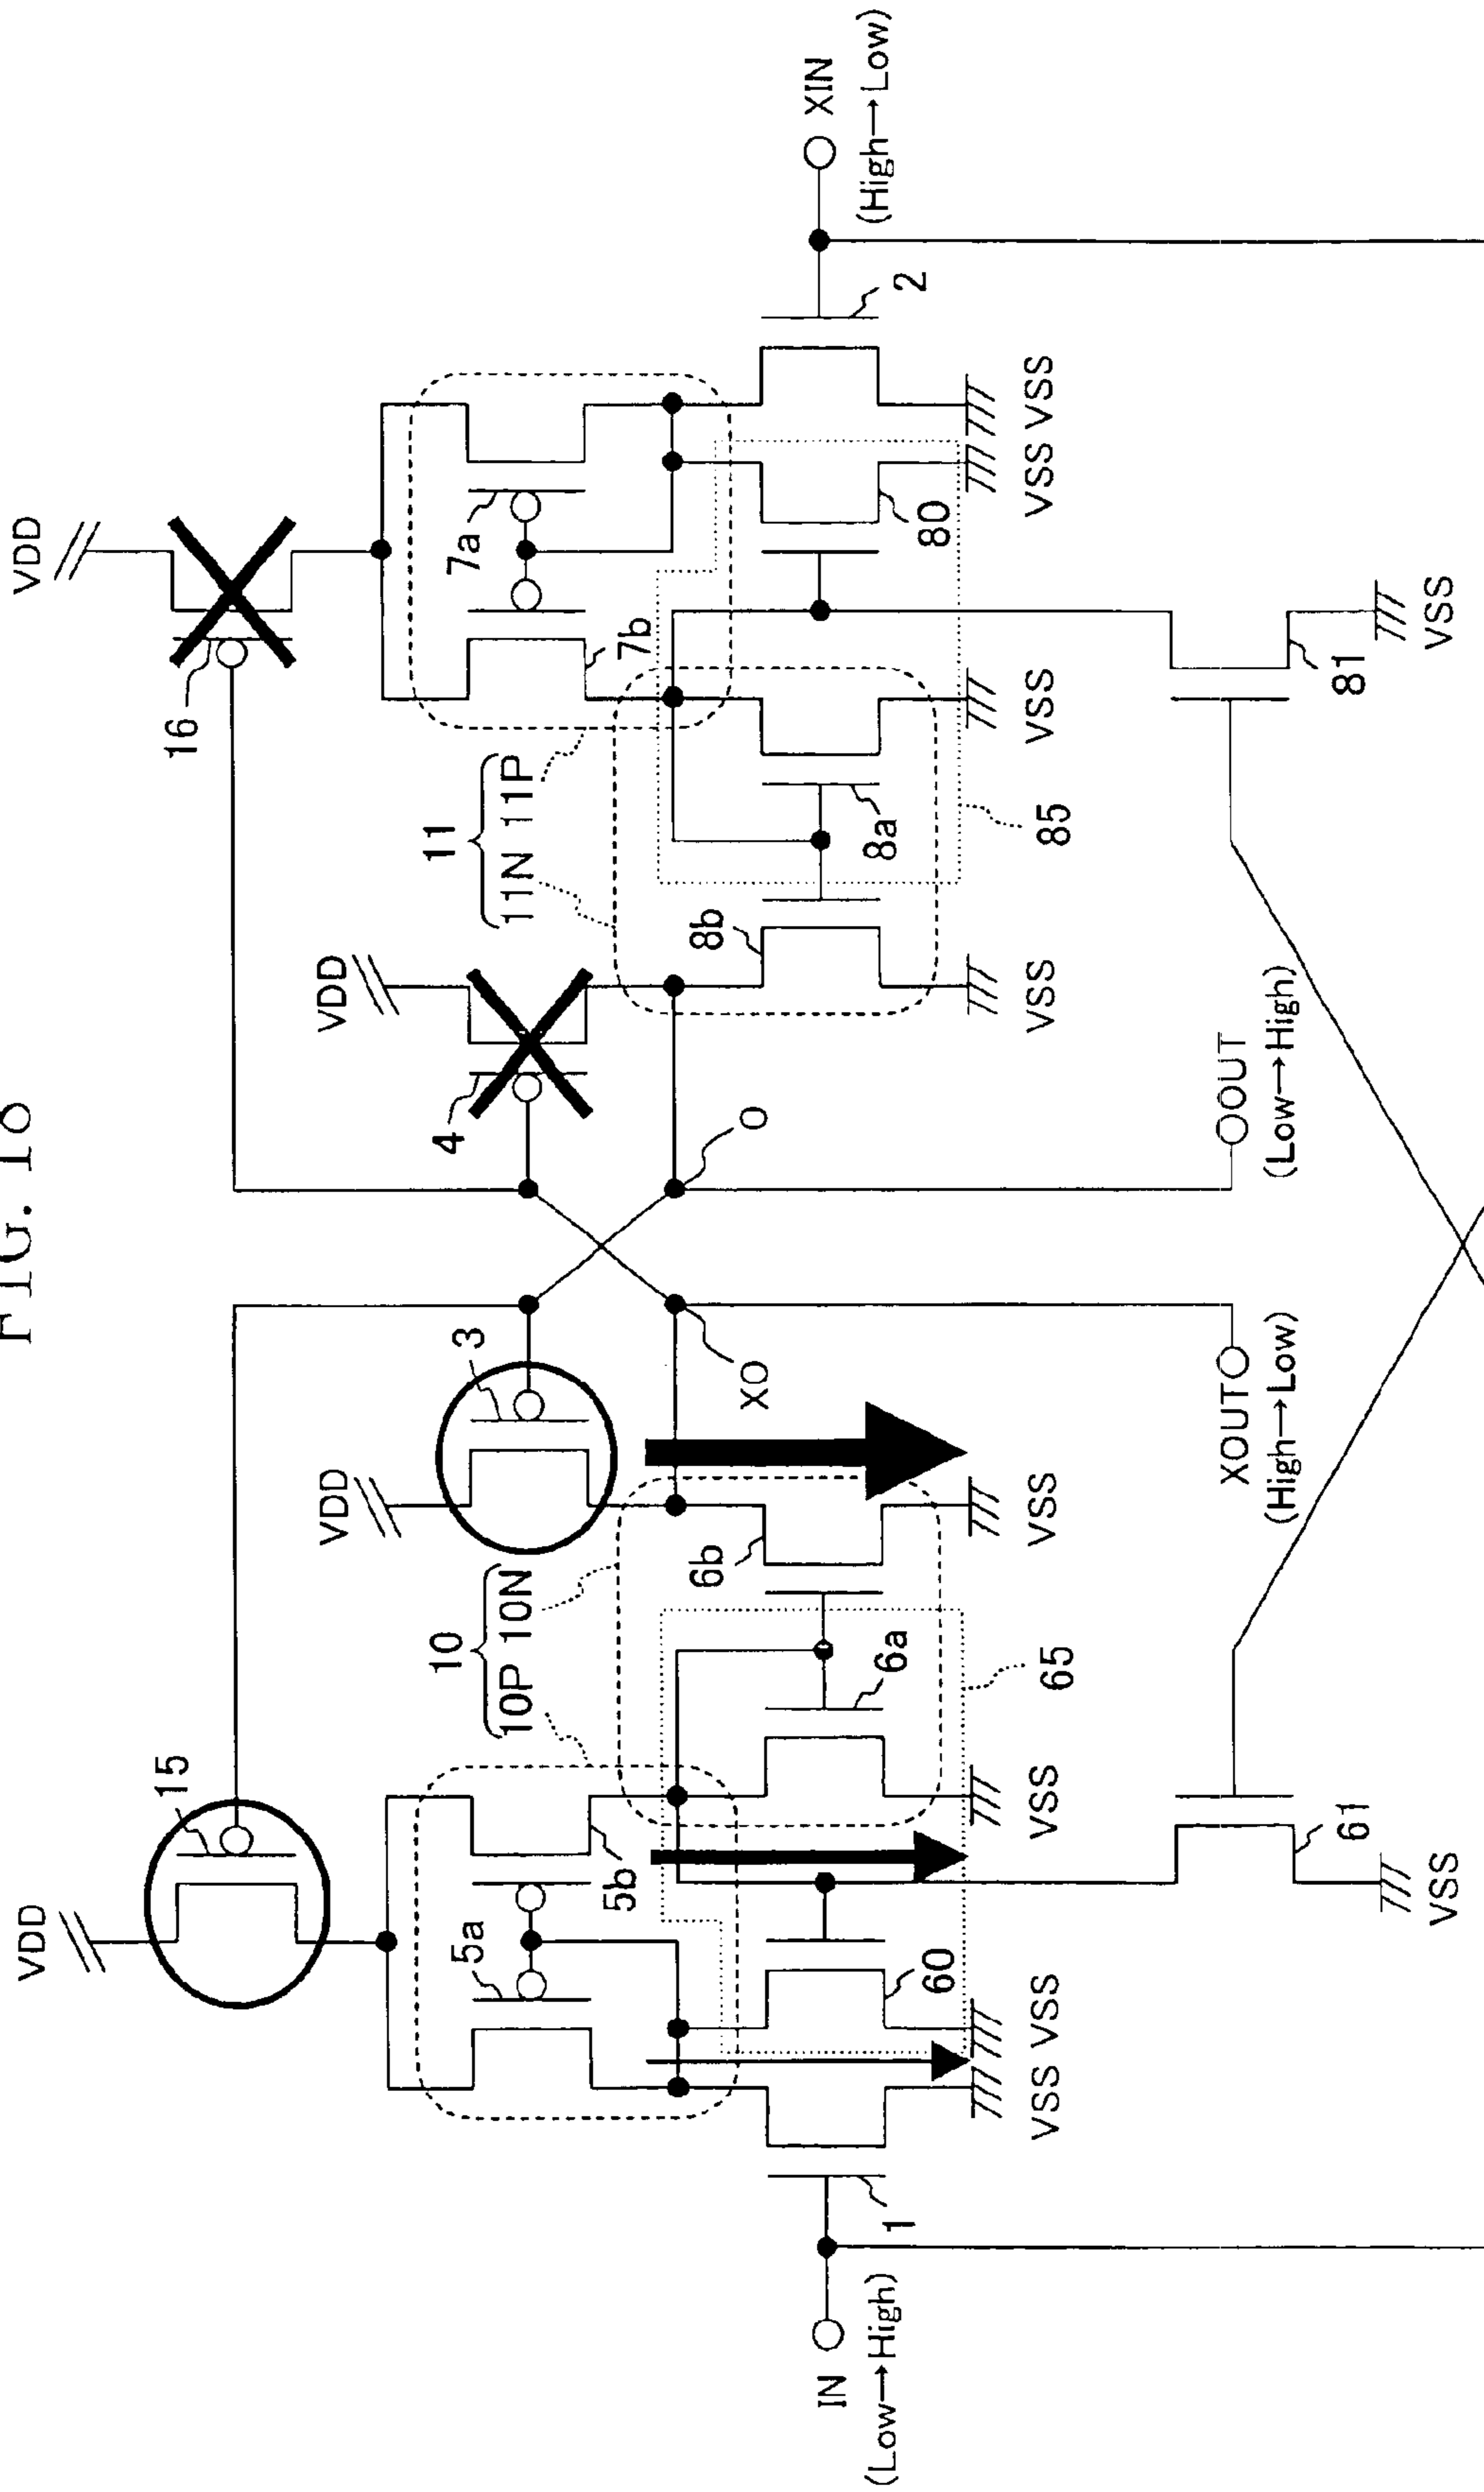 FIG.
VDD
VDD
15
16
VDD
VDD
3
4
10
10P 10N
11
11N 11P
5a
5b
7b
7a
6b
8b
XO
O
6a
8a
IN
(Low→High)
1
60
80
2
XIN
(High→Low)
VSS
VSS
VSS
VSS
VSS
VSS
VSS
VSS
65
85
XOUT
(High→Low)
OUT
(Low→High)
61
81
VSS
VSS